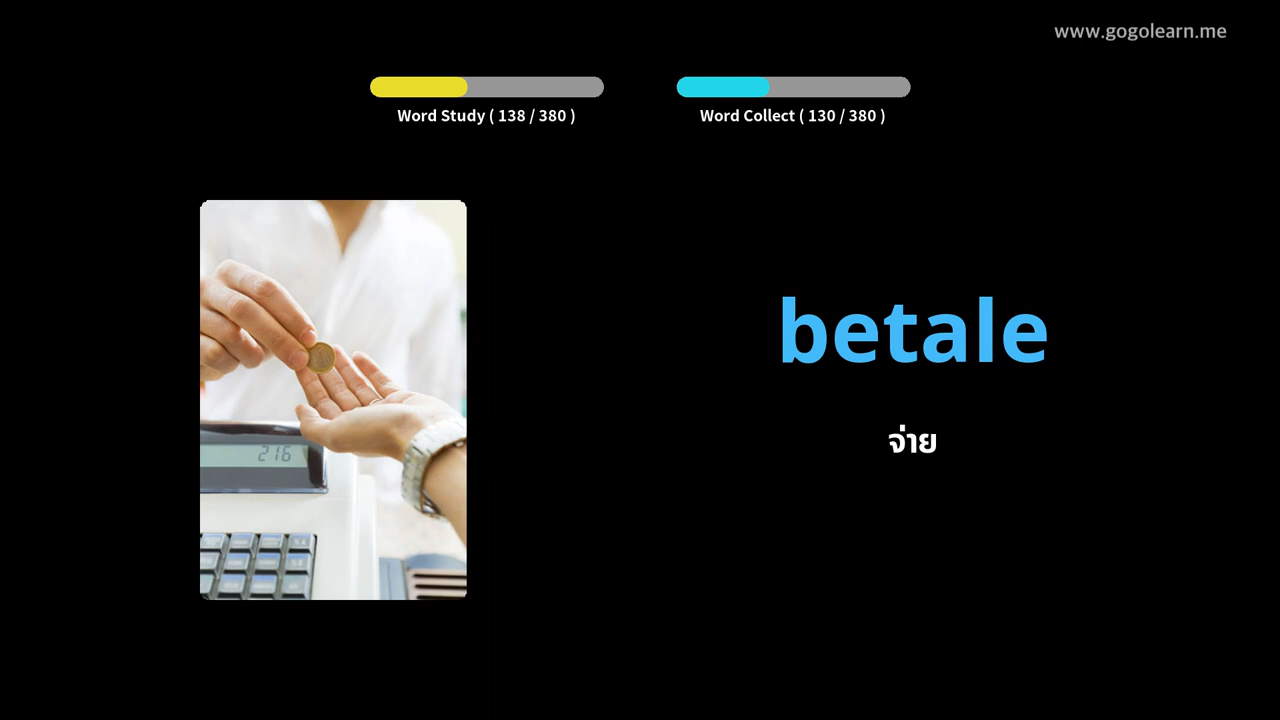 www.gogolearn.me
Word Study ( 138 / 380 )
Word Collect ( 130 / 380 )
216
betale
จ่าย